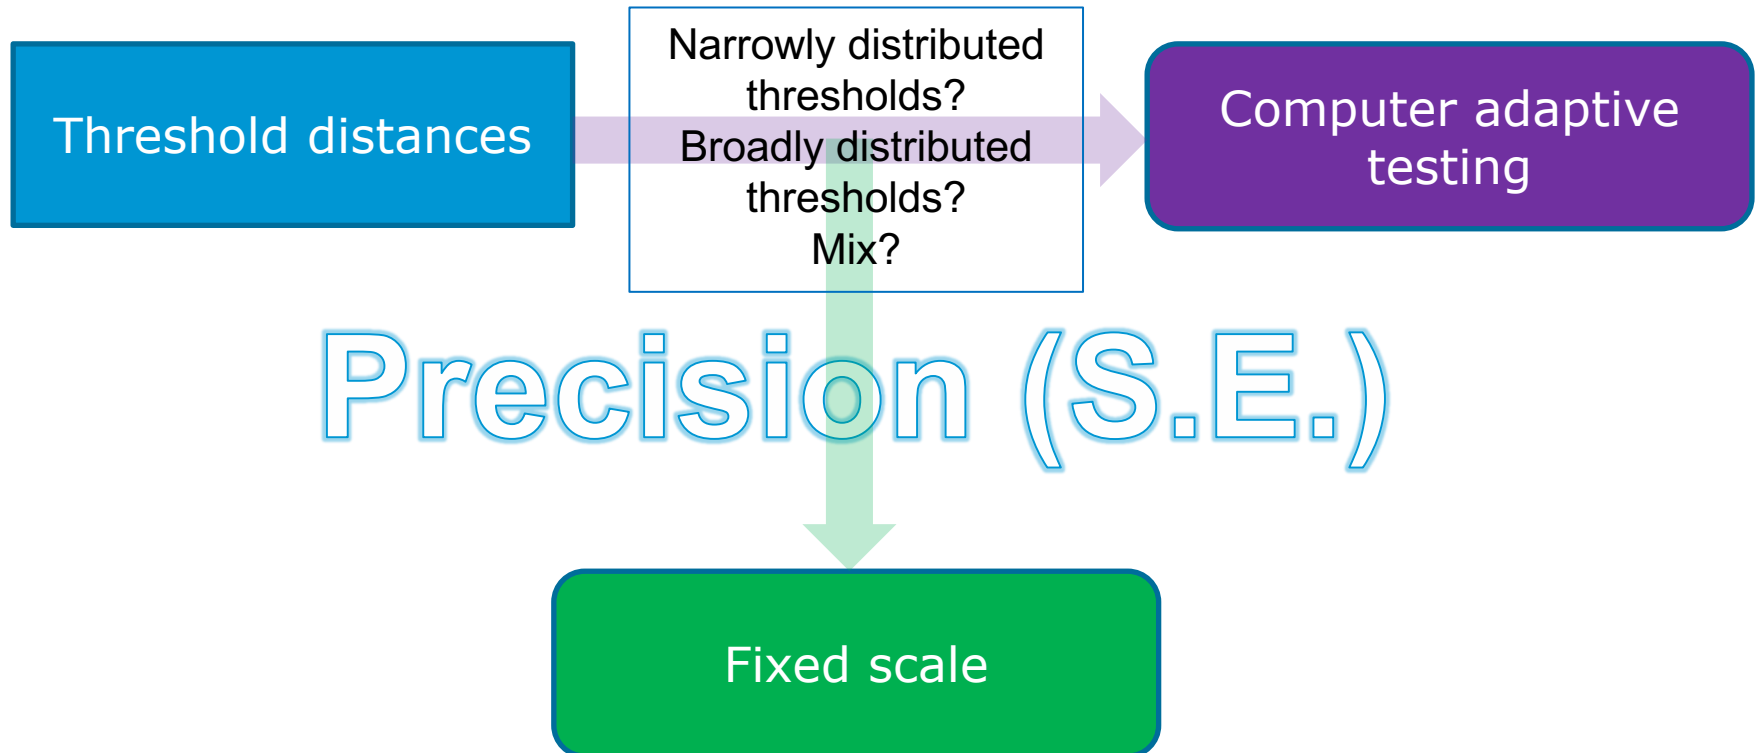 Threshold distances
Narrowly distributed
thresholds?
Broadly distributed
thresholds?
Mix?
Computer adaptive
testing
Precision (S.E.)
Fixed scale